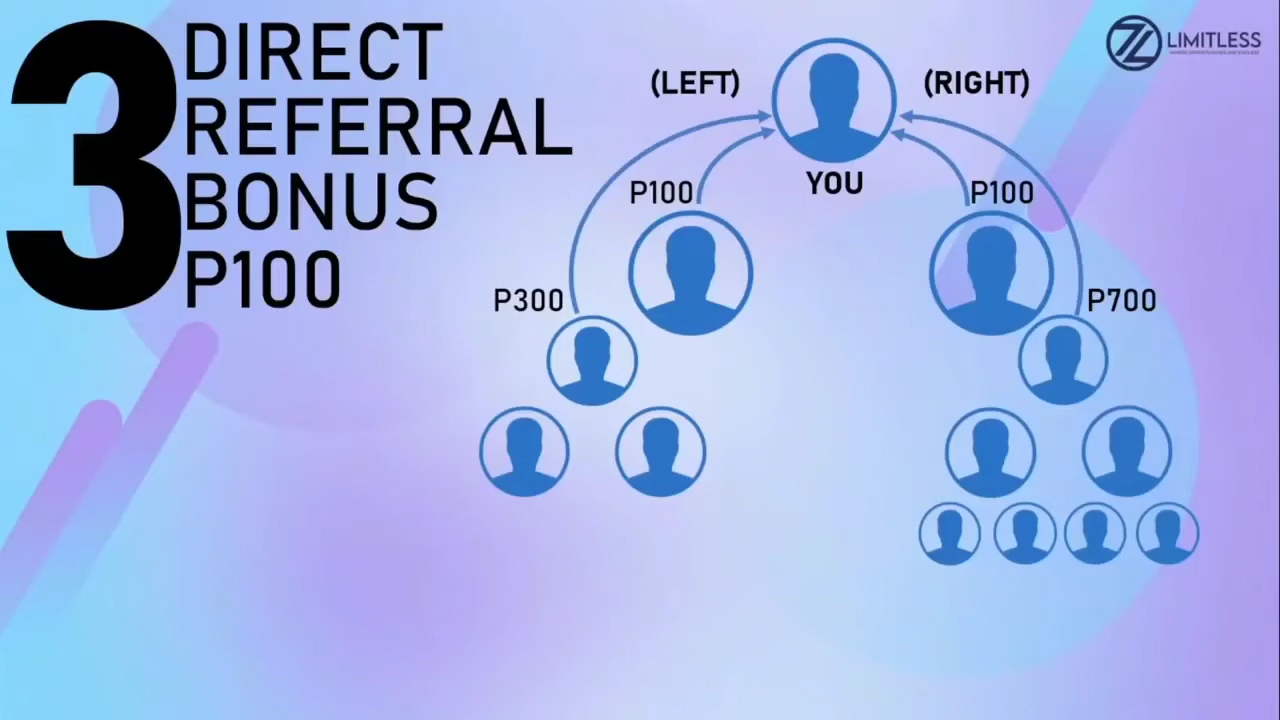 3
DIRECT
REFERRAL
BONUS
P100
(LEFT)
(RIGHT)
YOU
P100
P100
P300
P700
LIMITLESS